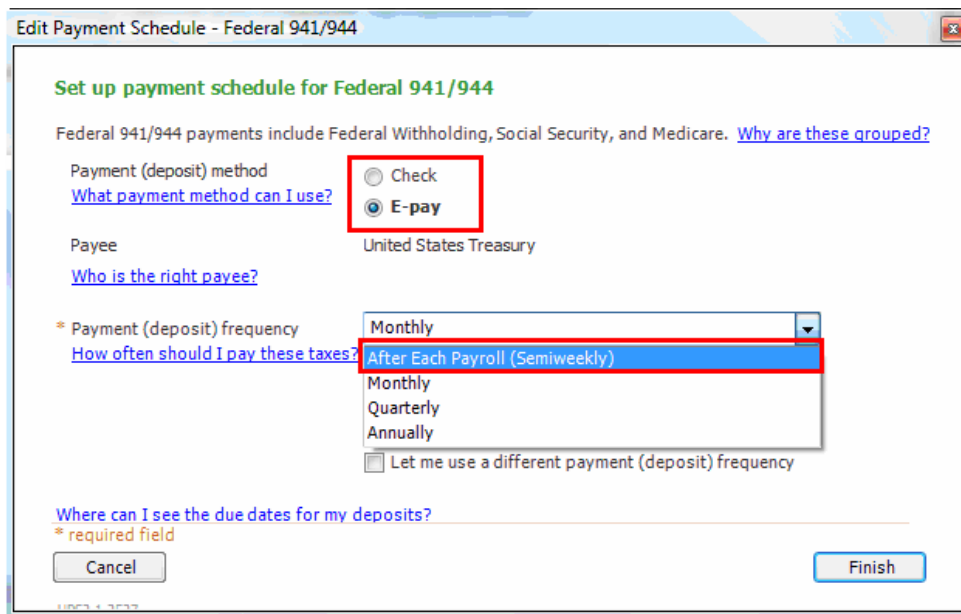 Edit Payment Schedule - Federal 941/944
Set up payment schedule for Federal 941/944
Federal 941/944 payments include Federal Withholding, Social Security, and Medicare. Why are these grouped?
Payment (deposit) method
Check
What payment method can I use?
E-pay
Payee
United States Treasury
Who is the right payee?
* Payment (deposit) frequency
Monthly
How often should I pay these taxes?
After Each Payroll (Semiweekly)
Monthly
Quarterly
Annually
Let me use a different payment (deposit) frequency
Where can I see the due dates for my deposits?
* required field
Cancel
Finish